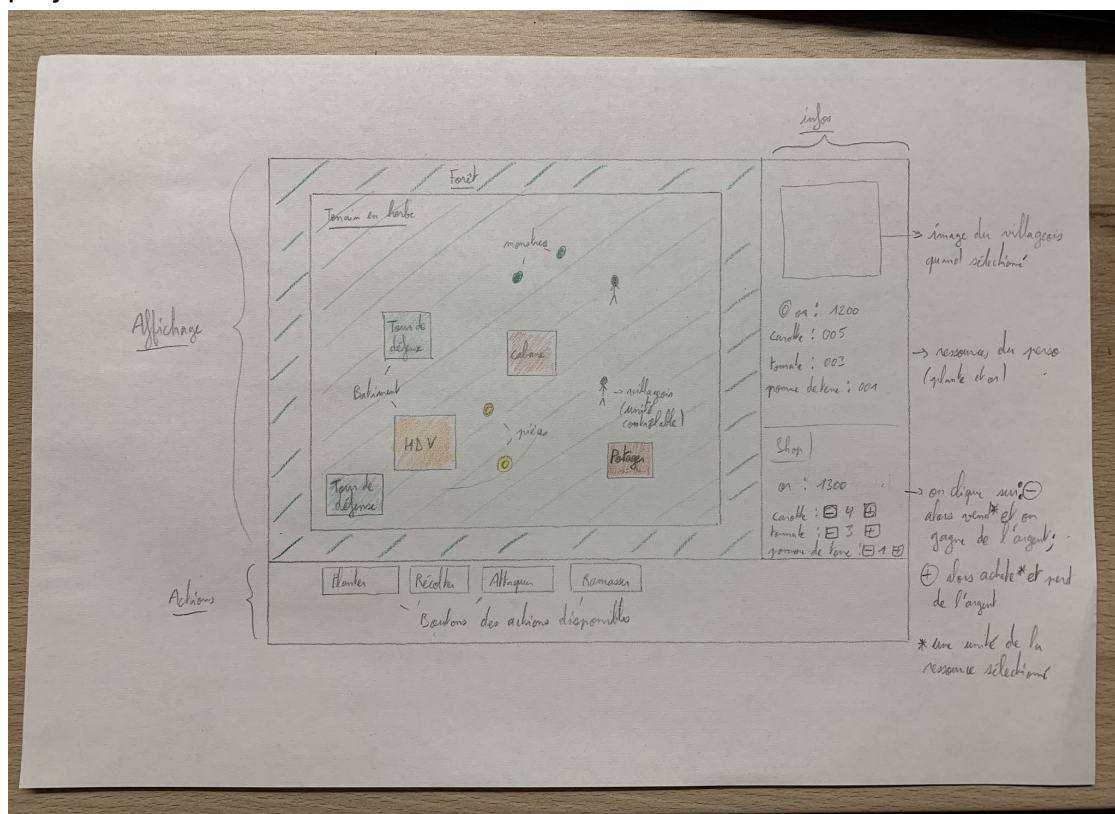 infos
Forêt
Terrain en herbe
monstres
Affichage
Tour de
défense
cabane
Batiment
HDV
pièces
villageois
(unité
contrôlable)
Potager
Tour de
défense
image du villageois
quand sélectioné
or : 1200
carotte : 005
tomate : 003
pomme de terre : 001
ressources du perso
(plante et or)
Shop
or : 1300
carotte : - 4 +
tomate : - 3 +
pomme de terre : - 1 +
on clique sur : -
alors vend* et on
gagne de l'argent ;
+ alors achete* et perd
de l'argent
* une unité de la
ressource sélectionné
Actions
Planter Récolter Attaquer Ramasser
Boutons des actions disponibles